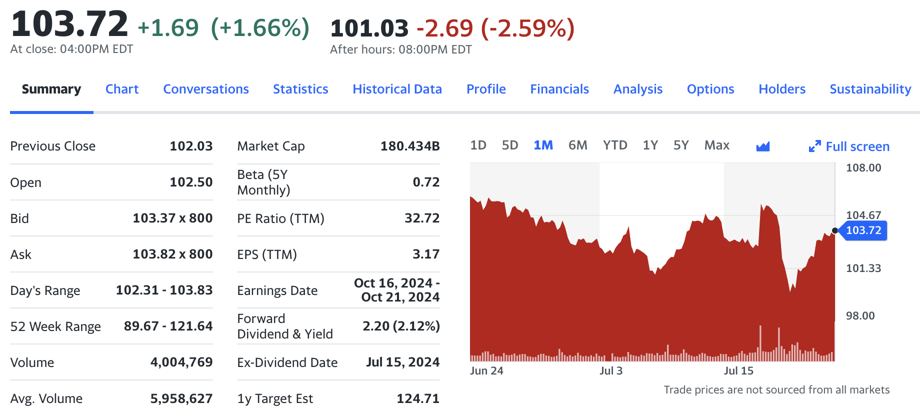 103.72 +1.69 (+1.66%) 101.03 -2.69 (-2.59%)
At close: 04:00PM EDT After hours: 08:00PM EDT
Summary Chart Conversations Statistics Historical Data Profile Financials Analysis Options Holders Sustainability
Previous Close 102.03
Open 102.50
Bid 103.37 x 800
Ask 103.82 x 800
Day's Range 102.31 - 103.83
52 Week Range 89.67 - 121.64
Volume 4,004,769
Avg. Volume 5,958,627
Market Cap 180.434B
Beta (5Y
Monthly) 0.72
PE Ratio (TTM) 32.72
EPS (TTM) 3.17
Earnings Date Oct 16, 2024 -
Oct 21, 2024
Forward
Dividend & Yield 2.20 (2.12%)
Ex-Dividend Date Jul 15, 2024
1y Target Est 124.71
1D 5D 1M 6M YTD 1Y 5Y Max Full screen
108.00
104.67
103.72
101.33
98.00
Jun 24 Jul 3 Jul 15
Trade prices are not sourced from all markets